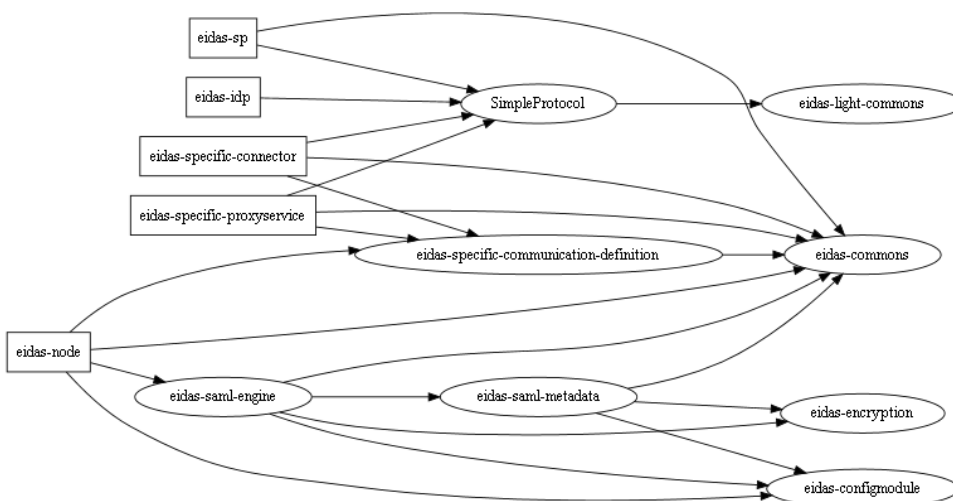 eidas-sp
eidas-idp
SimpleProtocol
eidas-light-commons
eidas-specific-connector
eidas-specific-proxyservice
eidas-specific-communication-definition
eidas-commons
eidas-node
eidas-saml-engine
eidas-saml-metadata
eidas-encryption
eidas-configmodule